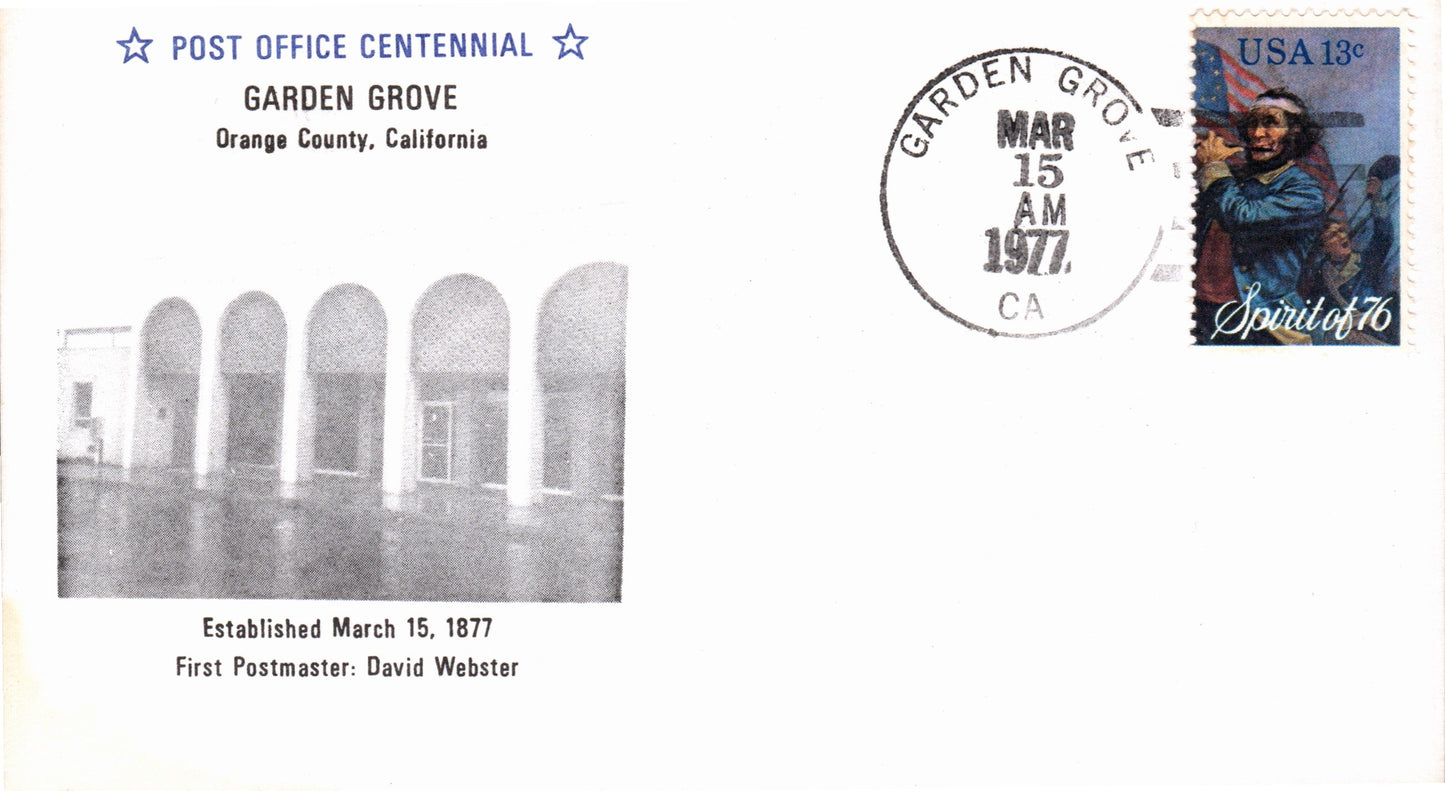 ☆ POST OFFICE CENTENNIAL ☆
GARDEN GROVE
Orange County, California
Established March 15, 1877
First Postmaster: David Webster
GARDEN GROVE
MAR
15
AM
1977
CA
USA 13c
Spirit of 76